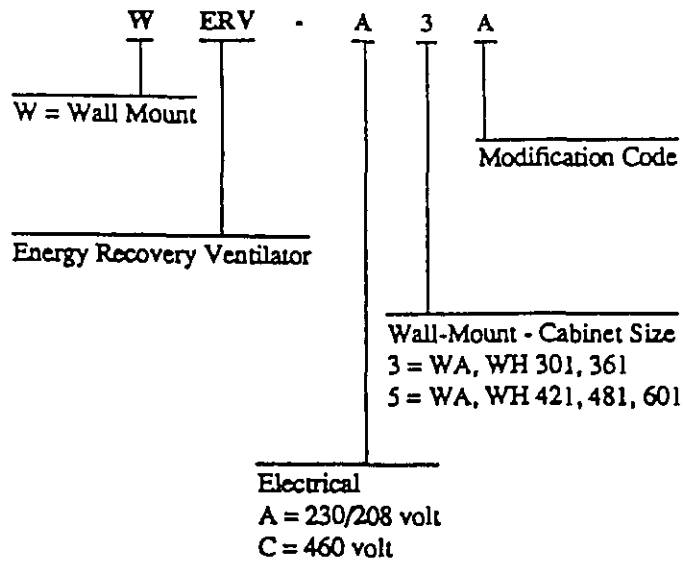 W ERV - A 3 A
W = Wall Mount
Modification Code
Energy Recovery Ventilator
Wall-Mount - Cabinet Size
3 = WA, WH 301, 361
5 = WA, WH 421, 481, 601
Electrical
A = 230/208 volt
C = 460 volt